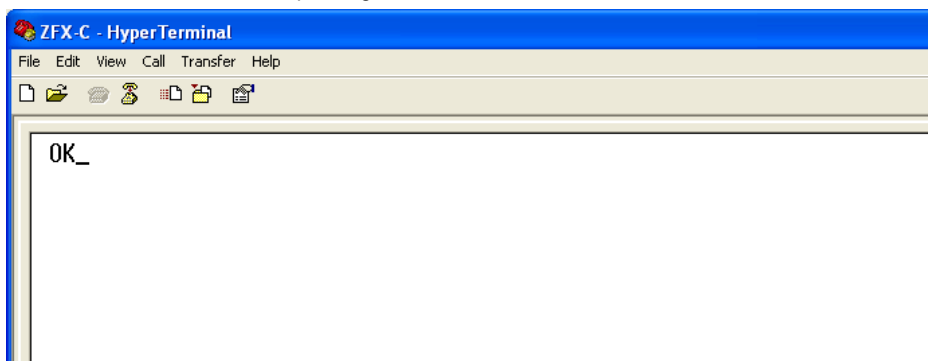 ZFX-C - HyperTerminal
File Edit View Call Transfer Help
OK_